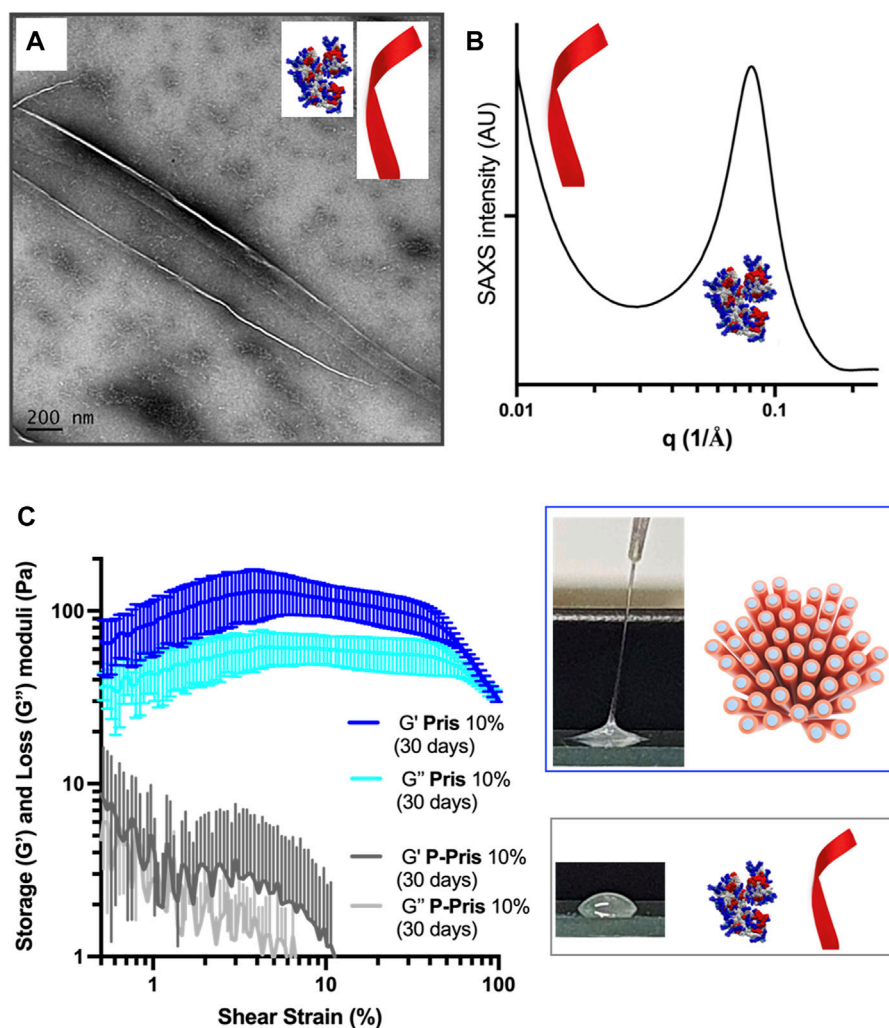 A
200 nm
B
SAXS intensity (AU)
0.01
0.1
q (1/Å)
C
Storage (G') and Loss (G'') moduli (Pa)
100
10
1
G' Pris 10%
(30 days)
G'' Pris 10%
(30 days)
G' P-Pris 10%
(30 days)
G'' P-Pris 10%
(30 days)
1
10
100
Shear Strain (%)